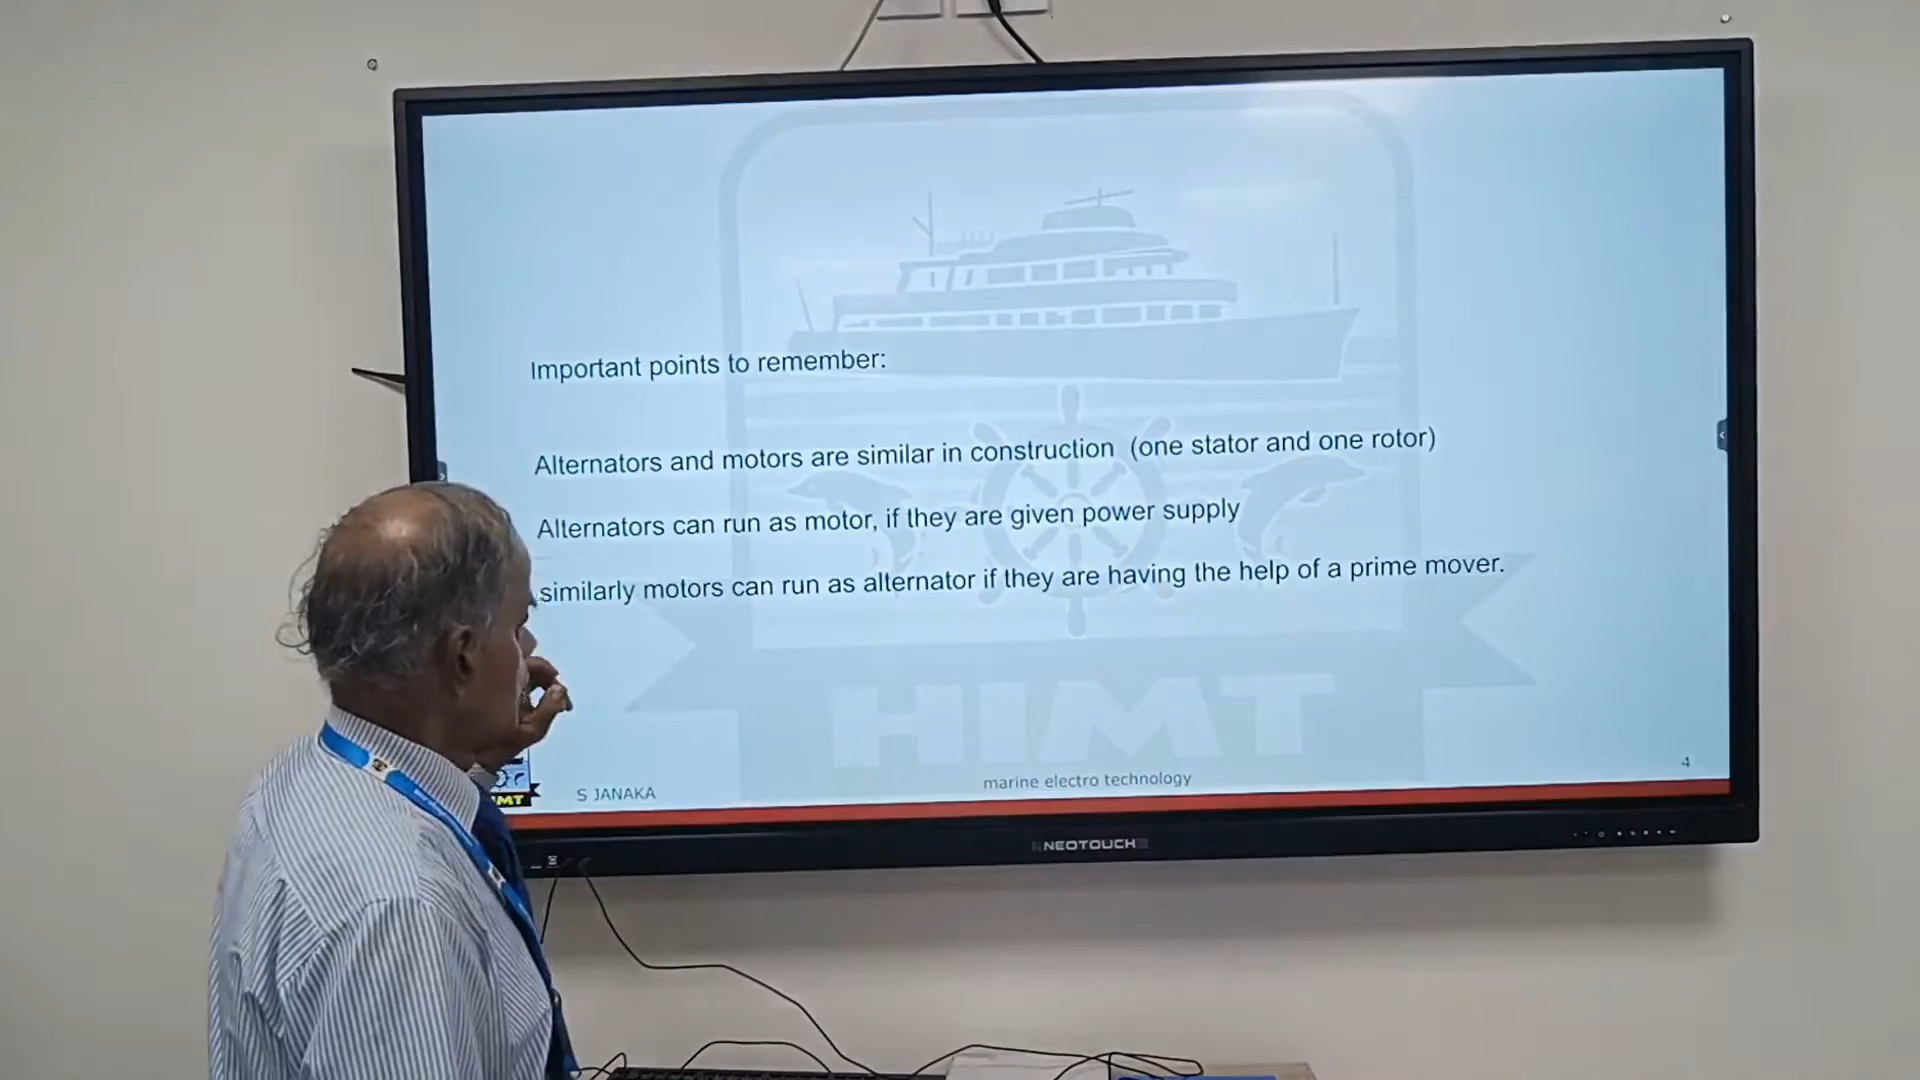 Important points to remember:
Alternators and motors are similar in construction (one stator and one rotor)
Alternators can run as motor, if they are given power supply
similarly motors can run as alternator if they are having the help of a prime mover.
HIMT
S JANAKA
marine electro technology
4
NEOTOUCH